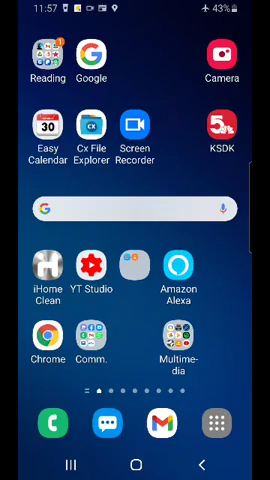 11:57
43%
1
Reading
Google
Camera
30
Easy Calendar
Cx
Cx File Explorer
Screen Recorder
5
KSDK
iHome Clean
YT Studio
Amazon Alexa
Chrome
Comm.
Multime-
dia